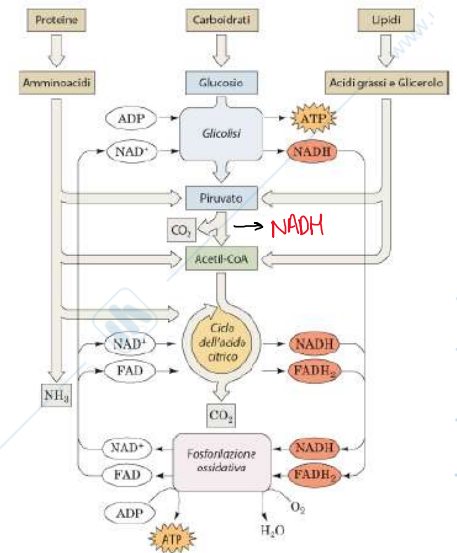 Proteine
Carboidrati
Lipidi
Amminoacidi
Glucosio
Acidi grassi e Glicerolo
ADP
ATP
Glicolisi
NAD⁺
NADH
Piruvato
CO₂
NADH
Acetil-CoA
Ciclo
dell'acido
citrico
NAD⁺
NADH
FAD
FADH₂
NH₃
CO₂
NAD⁺
Fosforilazione
ossidativa
NADH
FAD
FADH₂
ADP
O₂
ATP
H₂O